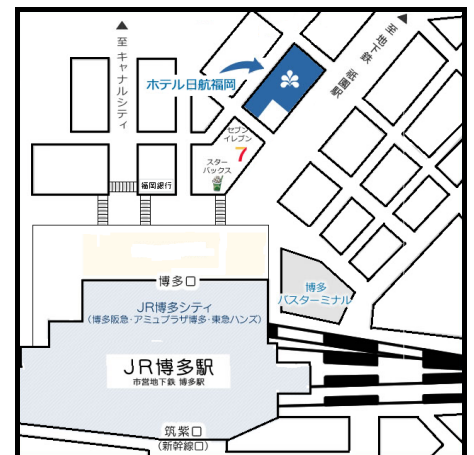 至 キャナルシティ
至 地下鉄 祇園駅
ホテル日航福岡
セブン
イレブン
7
スター
バックス
福岡銀行
博多口
博多
バスターミナル
JR博多シティ
（博多阪急・アミュプラザ博多・東急ハンズ）
JR博多駅
市営地下鉄 博多駅
筑紫口
（新幹線口）